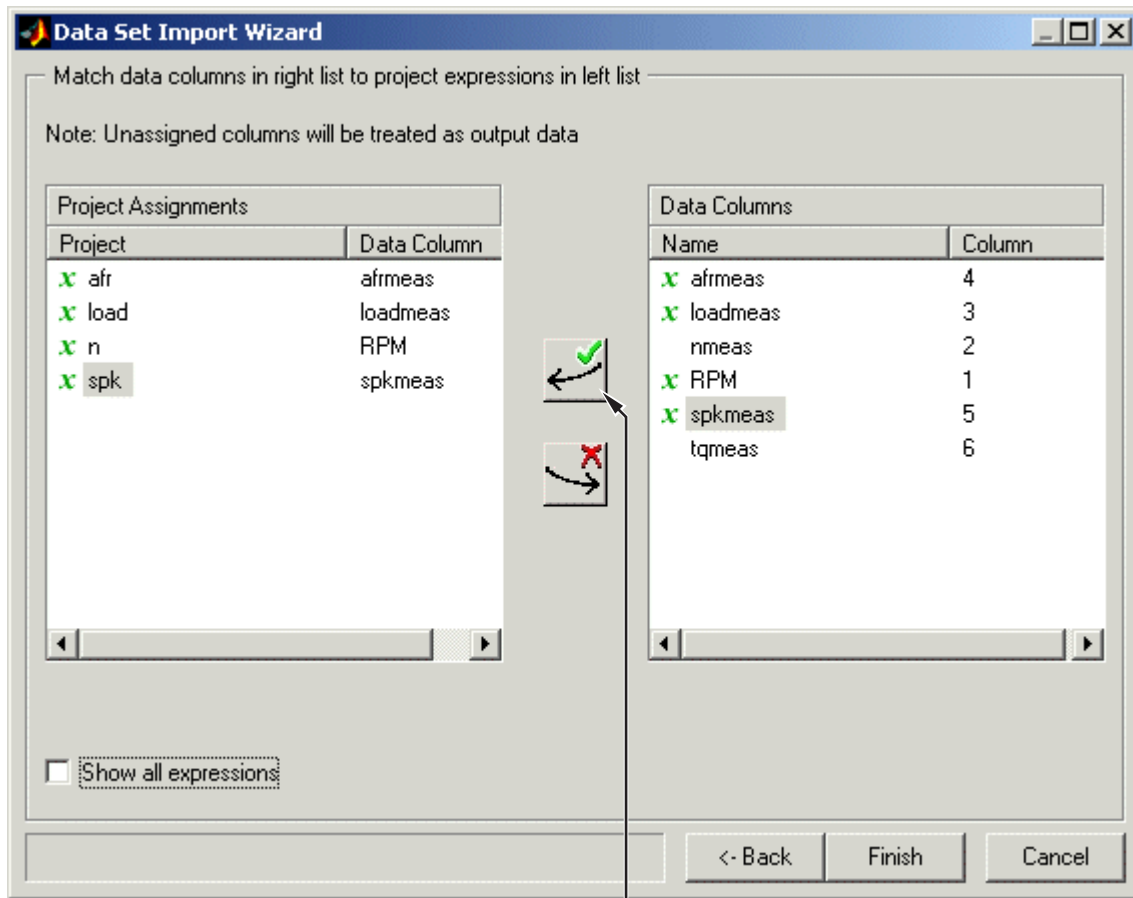 Data Set Import Wizard
Match data columns in right list to project expressions in left list
Note: Unassigned columns will be treated as output data
Project Assignments
Project Data Column
x afr afrmeas
x load loadmeas
x n RPM
x spk spkmeas
Data Columns
Name Column
x afrmeas 4
x loadmeas 3
nmeas 2
x RPM 1
x spkmeas 5
tqmeas 6
Show all expressions
<- Back Finish Cancel